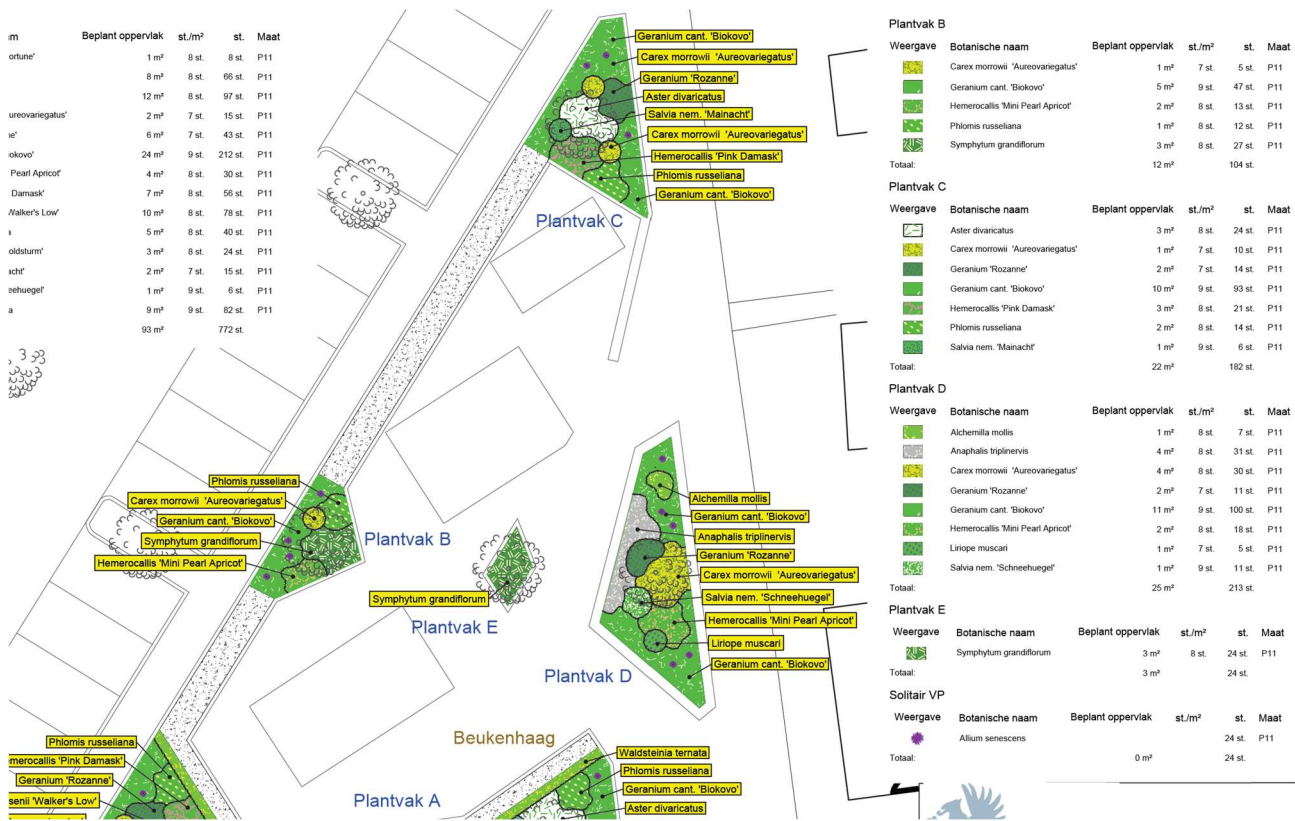 m Beplant oppervlak st./m² st. Maat
ortune' 1 m² 8 st. 8 st. P11
8 m² 8 st. 66 st. P11
12 m² 8 st. 97 st. P11
ureovariegatus' 2 m² 7 st. 15 st. P11
ne' 6 m² 7 st. 43 st. P11
iokovo' 24 m² 9 st. 212 st. P11
Pearl Apricot' 4 m² 8 st. 30 st. P11
Damask' 7 m² 8 st. 56 st. P11
Walker's Low' 10 m² 8 st. 78 st. P11
a 5 m² 8 st. 40 st. P11
oldsturm' 3 m² 8 st. 24 st. P11
acht' 2 m² 7 st. 15 st. P11
neehuegel' 1 m² 9 st. 6 st. P11
a 9 m² 9 st. 82 st. P11
93 m² 772 st.
Geranium cant. 'Biokovo'
Carex morrowii 'Aureovariegatus'
Geranium 'Rozanne'
Aster divaricatus
Salvia nem. 'Mainacht'
Carex morrowii 'Aureovariegatus'
Hemerocallis 'Pink Damask'
Phlomis russeliana
Geranium cant. 'Biokovo'
Plantvak C
Phlomis russeliana
Carex morrowii 'Aureovariegatus'
Geranium cant. 'Biokovo'
Symphytum grandiflorum
Hemerocallis 'Mini Pearl Apricot'
Plantvak B
Symphytum grandiflorum
Plantvak E
Alchemilla mollis
Geranium cant. 'Biokovo'
Anaphalis triplinervis
Geranium 'Rozanne'
Carex morrowii 'Aureovariegatus'
Salvia nem. 'Schneehuegel'
Hemerocallis 'Mini Pearl Apricot'
Liriope muscari
Geranium cant. 'Biokovo'
Plantvak D
Beukenhaag
Phlomis russeliana
emerocallis 'Pink Damask'
Geranium 'Rozanne'
senii 'Walker's Low'
Plantvak A
Waldsteinia ternata
Phlomis russeliana
Geranium cant. 'Biokovo'
Aster divaricatus
Plantvak B
Weergave Botanische naam Beplant oppervlak st./m² st. Maat
Carex morrowii 'Aureovariegatus' 1 m² 7 st. 5 st. P11
Geranium cant. 'Biokovo' 5 m² 9 st. 47 st. P11
Hemerocallis 'Mini Pearl Apricot' 2 m² 8 st. 13 st. P11
Phlomis russeliana 1 m² 8 st. 12 st. P11
Symphytum grandiflorum 3 m² 8 st. 27 st. P11
Totaal: 12 m² 104 st.
Plantvak C
Weergave Botanische naam Beplant oppervlak st./m² st. Maat
Aster divaricatus 3 m² 8 st. 24 st. P11
Carex morrowii 'Aureovariegatus' 1 m² 7 st. 10 st. P11
Geranium 'Rozanne' 2 m² 7 st. 14 st. P11
Geranium cant. 'Biokovo' 10 m² 9 st. 93 st. P11
Hemerocallis 'Pink Damask' 3 m² 8 st. 21 st. P11
Phlomis russeliana 2 m² 8 st. 14 st. P11
Salvia nem. 'Mainacht' 1 m² 9 st. 6 st. P11
Totaal: 22 m² 182 st.
Plantvak D
Weergave Botanische naam Beplant oppervlak st./m² st. Maat
Alchemilla mollis 1 m² 8 st. 7 st. P11
Anaphalis triplinervis 4 m² 8 st. 31 st. P11
Carex morrowii 'Aureovariegatus' 4 m² 8 st. 30 st. P11
Geranium 'Rozanne' 2 m² 7 st. 11 st. P11
Geranium cant. 'Biokovo' 11 m² 9 st. 100 st. P11
Hemerocallis 'Mini Pearl Apricot' 2 m² 8 st. 18 st. P11
Liriope muscari 1 m² 7 st. 5 st. P11
Salvia nem. 'Schneehuegel' 1 m² 9 st. 11 st. P11
Totaal: 25 m² 213 st.
Plantvak E
Weergave Botanische naam Beplant oppervlak st./m² st. Maat
Symphytum grandiflorum 3 m² 8 st. 24 st. P11
Totaal: 3 m² 24 st.
Solitair VP
Weergave Botanische naam Beplant oppervlak st./m² st. Maat
Allium senescens 24 st. P11
Totaal: 0 m² 24 st.